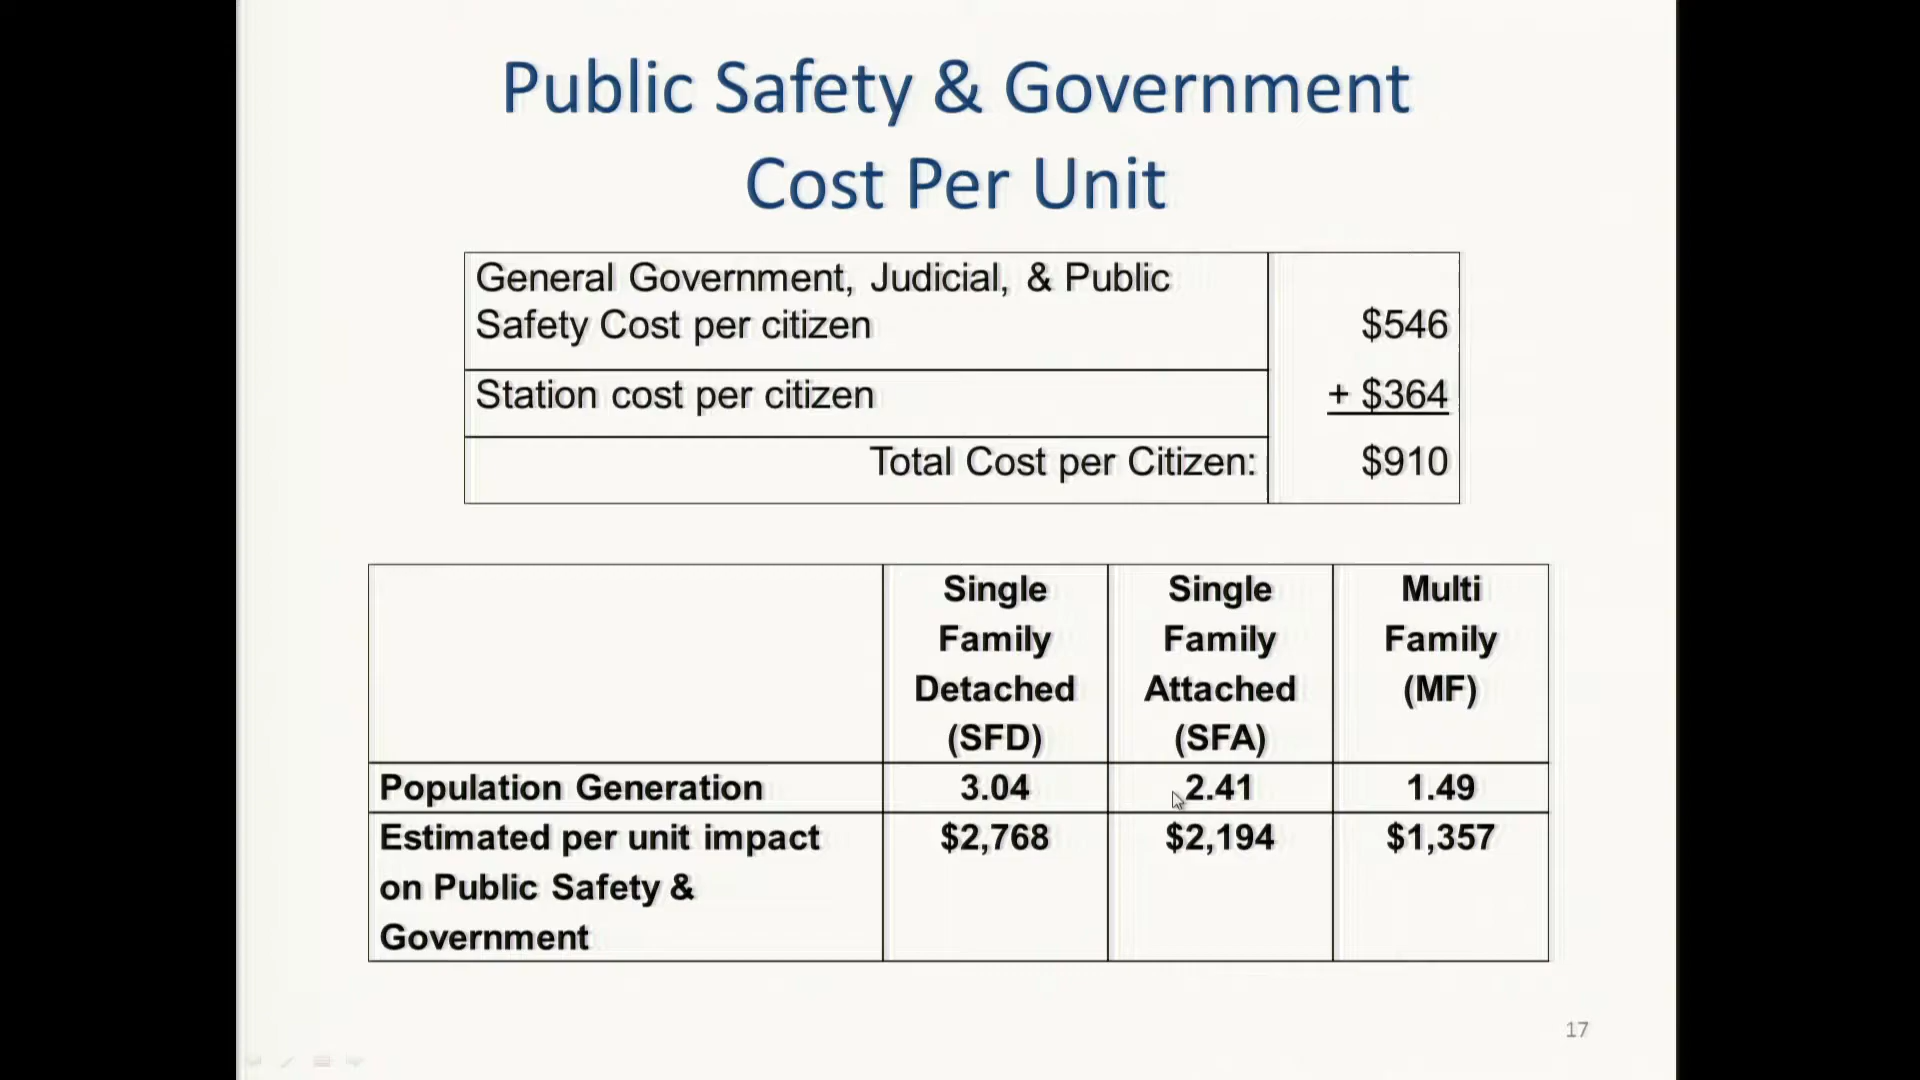 Public Safety & Government
Cost Per Unit
General Government, Judicial, & Public
Safety Cost per citizen
$546
Station cost per citizen
+ $364
Total Cost per Citizen:
$910
Single Family Detached (SFD)
Single Family Attached (SFA)
Multi Family (MF)
Population Generation 3.04 2.41 1.49
Estimated per unit impact $2,768 $2,194 $1,357
on Public Safety &
Government
17